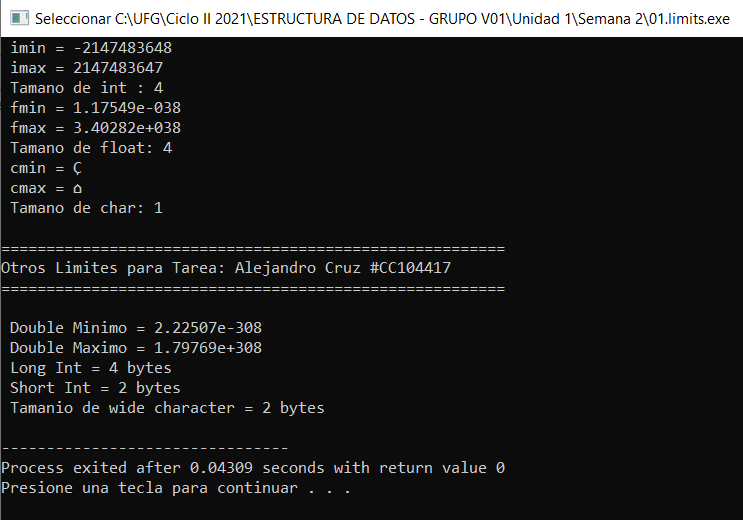 Seleccionar C:\UFG\Ciclo II 2021\ESTRUCTURA DE DATOS - GRUPO V01\Unidad 1\Semana 2\01.limits.exe
imin = -2147483648
imax = 2147483647
Tamano de int : 4
fmin = 1.17549e-038
fmax = 3.40282e+038
Tamano de float: 4
cmin = Ç
cmax = ⌂
Tamano de char: 1
========================================================
Otros Limites para Tarea: Alejandro Cruz #CC104417
========================================================
Double Minimo = 2.22507e-308
Double Maximo = 1.79769e+308
Long Int = 4 bytes
Short Int = 2 bytes
Tamanio de wide character = 2 bytes
--------------------------------
Process exited after 0.04309 seconds with return value 0
Presione una tecla para continuar . . .